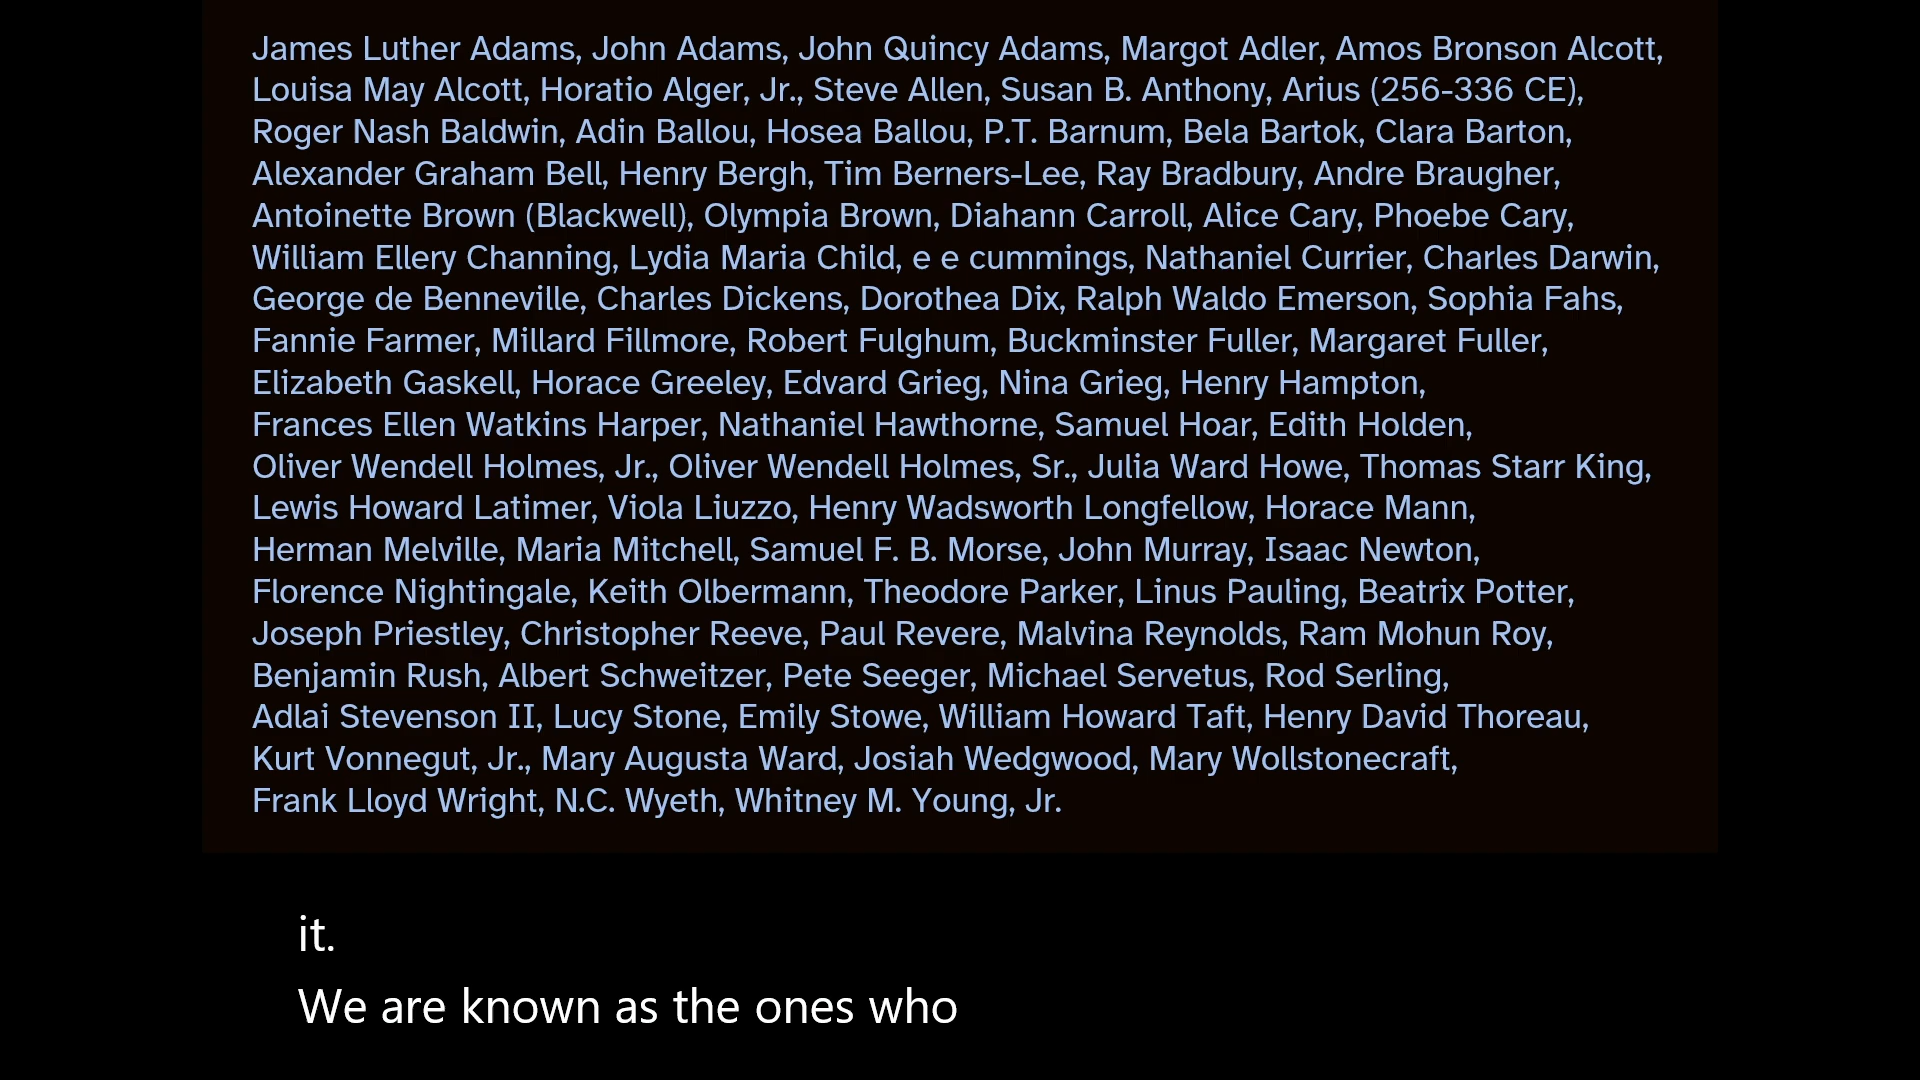 James Luther Adams, John Adams, John Quincy Adams, Margot Adler, Amos Bronson Alcott,
Louisa May Alcott, Horatio Alger, Jr., Steve Allen, Susan B. Anthony, Arius (256-336 CE),
Roger Nash Baldwin, Adin Ballou, Hosea Ballou, P.T. Barnum, Bela Bartok, Clara Barton,
Alexander Graham Bell, Henry Bergh, Tim Berners-Lee, Ray Bradbury, Andre Braugher,
Antoinette Brown (Blackwell), Olympia Brown, Diahann Carroll, Alice Cary, Phoebe Cary,
William Ellery Channing, Lydia Maria Child, e e cummings, Nathaniel Currier, Charles Darwin,
George de Benneville, Charles Dickens, Dorothea Dix, Ralph Waldo Emerson, Sophia Fahs,
Fannie Farmer, Millard Fillmore, Robert Fulghum, Buckminster Fuller, Margaret Fuller,
Elizabeth Gaskell, Horace Greeley, Edvard Grieg, Nina Grieg, Henry Hampton,
Frances Ellen Watkins Harper, Nathaniel Hawthorne, Samuel Hoar, Edith Holden,
Oliver Wendell Holmes, Jr., Oliver Wendell Holmes, Sr., Julia Ward Howe, Thomas Starr King,
Lewis Howard Latimer, Viola Liuzzo, Henry Wadsworth Longfellow, Horace Mann,
Herman Melville, Maria Mitchell, Samuel F. B. Morse, John Murray, Isaac Newton,
Florence Nightingale, Keith Olbermann, Theodore Parker, Linus Pauling, Beatrix Potter,
Joseph Priestley, Christopher Reeve, Paul Revere, Malvina Reynolds, Ram Mohun Roy,
Benjamin Rush, Albert Schweitzer, Pete Seeger, Michael Servetus, Rod Serling,
Adlai Stevenson II, Lucy Stone, Emily Stowe, William Howard Taft, Henry David Thoreau,
Kurt Vonnegut, Jr., Mary Augusta Ward, Josiah Wedgwood, Mary Wollstonecraft,
Frank Lloyd Wright, N.C. Wyeth, Whitney M. Young, Jr.
it.
We are known as the ones who